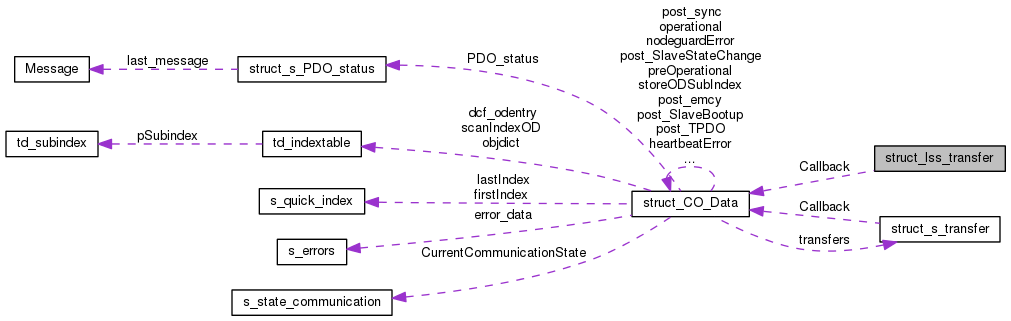 post_sync
operational
nodeguardError
post_SlaveStateChange
preOperational
storeODSubIndex
post_emcy
post_SlaveBootup
post_TPDO
heartbeatError
...
PDO_status
last_message
Message
struct_s_PDO_status
dcf_odentry
scanIndexOD
objdict
pSubindex
td_subindex
td_indextable
struct_lss_transfer
Callback
lastIndex
firstIndex
s_quick_index
struct_CO_Data
Callback
struct_s_transfer
error_data
transfers
s_errors
CurrentCommunicationState
s_state_communication